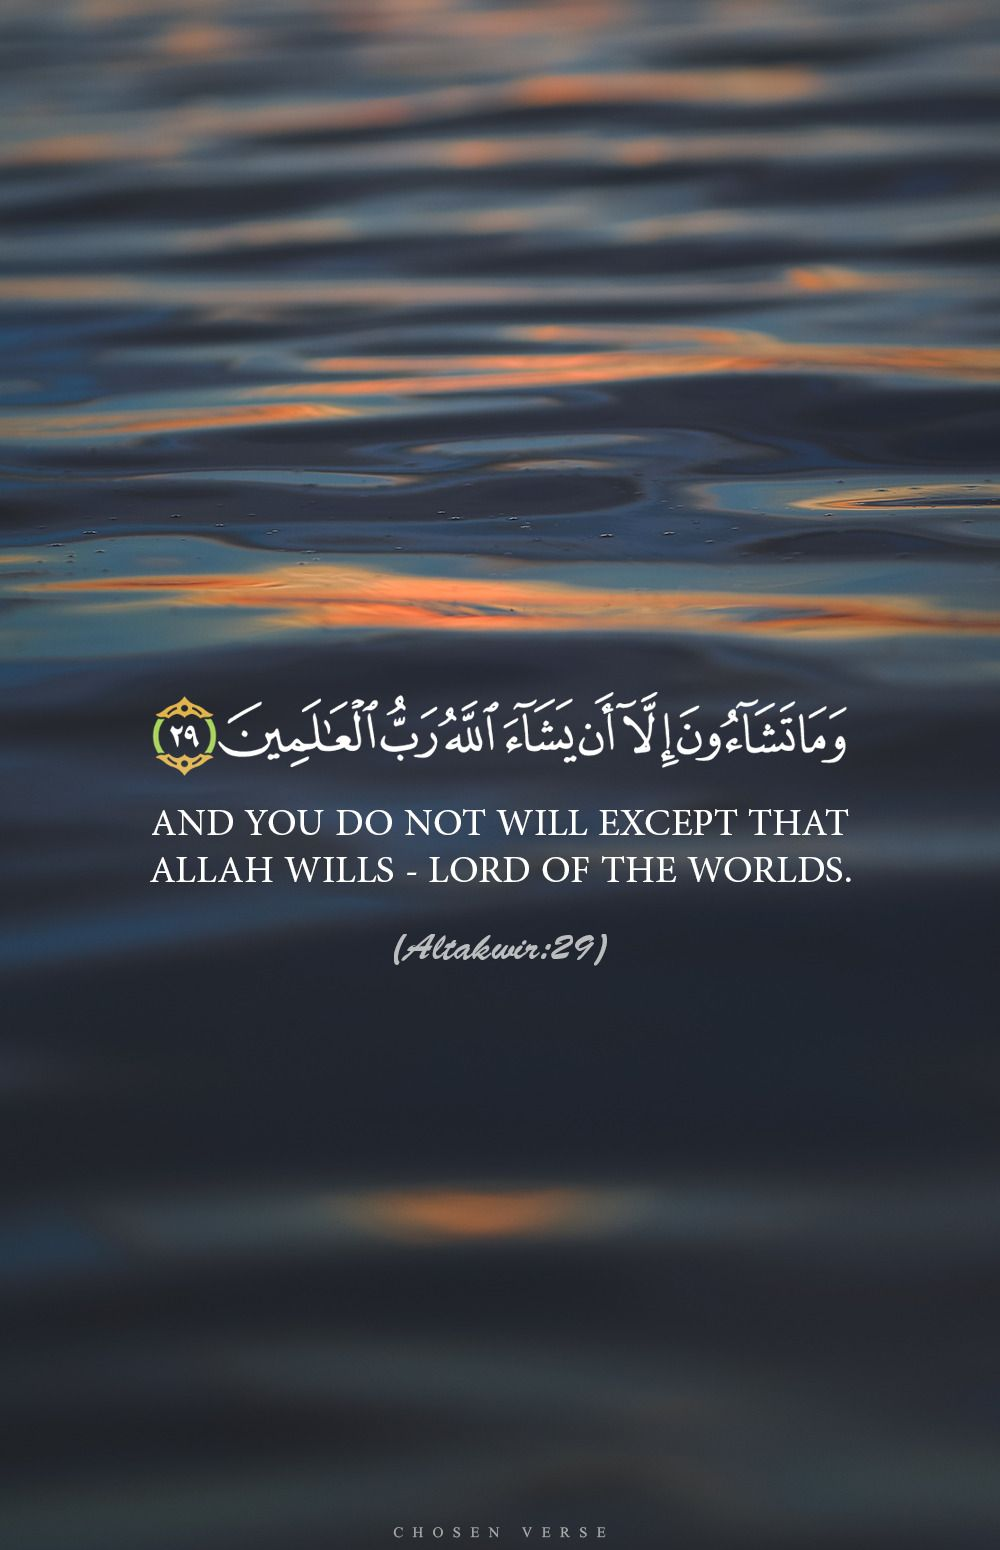 وَمَا تَشَآءُونَ إِلَّآ أَن يَشَآءَ ٱللَّهُ رَبُّ ٱلْعَٰلَمِينَ ٢٩
AND YOU DO NOT WILL EXCEPT THAT
ALLAH WILLS - LORD OF THE WORLDS.
(Altakwir:29)
CHOSEN VERSE